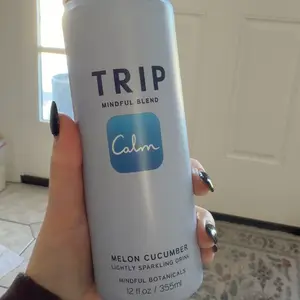 TRIP
MINDFUL BLEND
Calm
MELON CUCUMBER
LIGHTLY SPARKLING DRINK
MINDFUL BOTANICALS
12 fl oz / 355ml